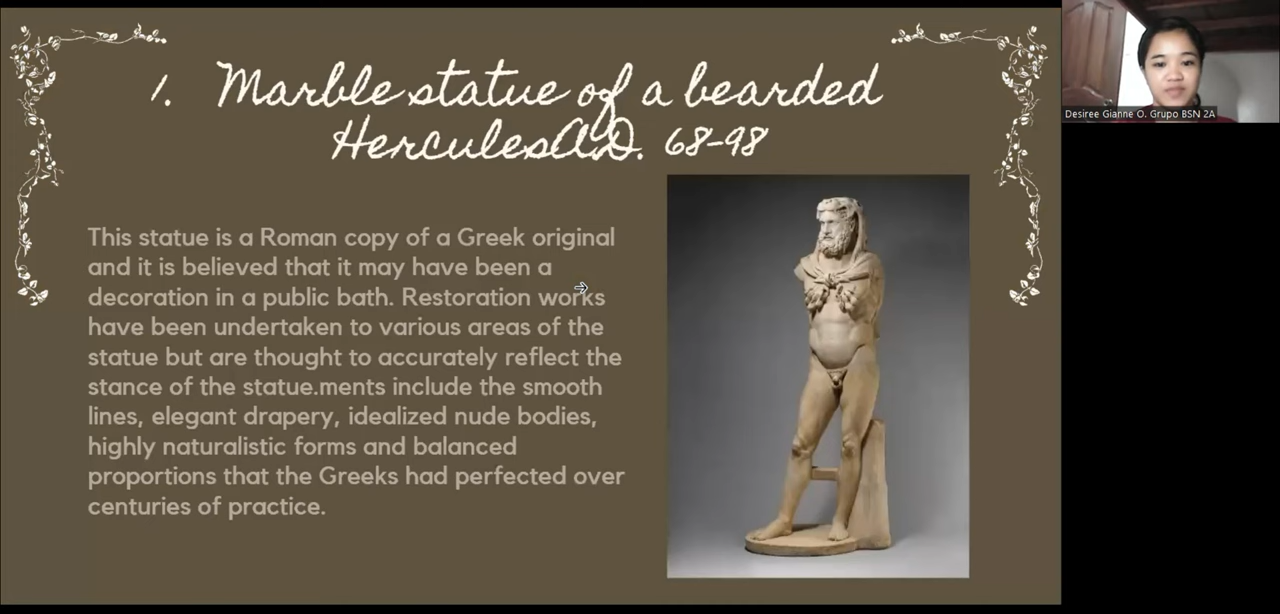 1. Marble statue of a bearded
HerculesA.D. 68-98
This statue is a Roman copy of a Greek original
and it is believed that it may have been a
decoration in a public bath. Restoration works
have been undertaken to various areas of the
statue but are thought to accurately reflect the
stance of the statue.ments include the smooth
lines, elegant drapery, idealized nude bodies,
highly naturalistic forms and balanced
proportions that the Greeks had perfected over
centuries of practice.
Desiree Gianne O. Grupo BSN 2A